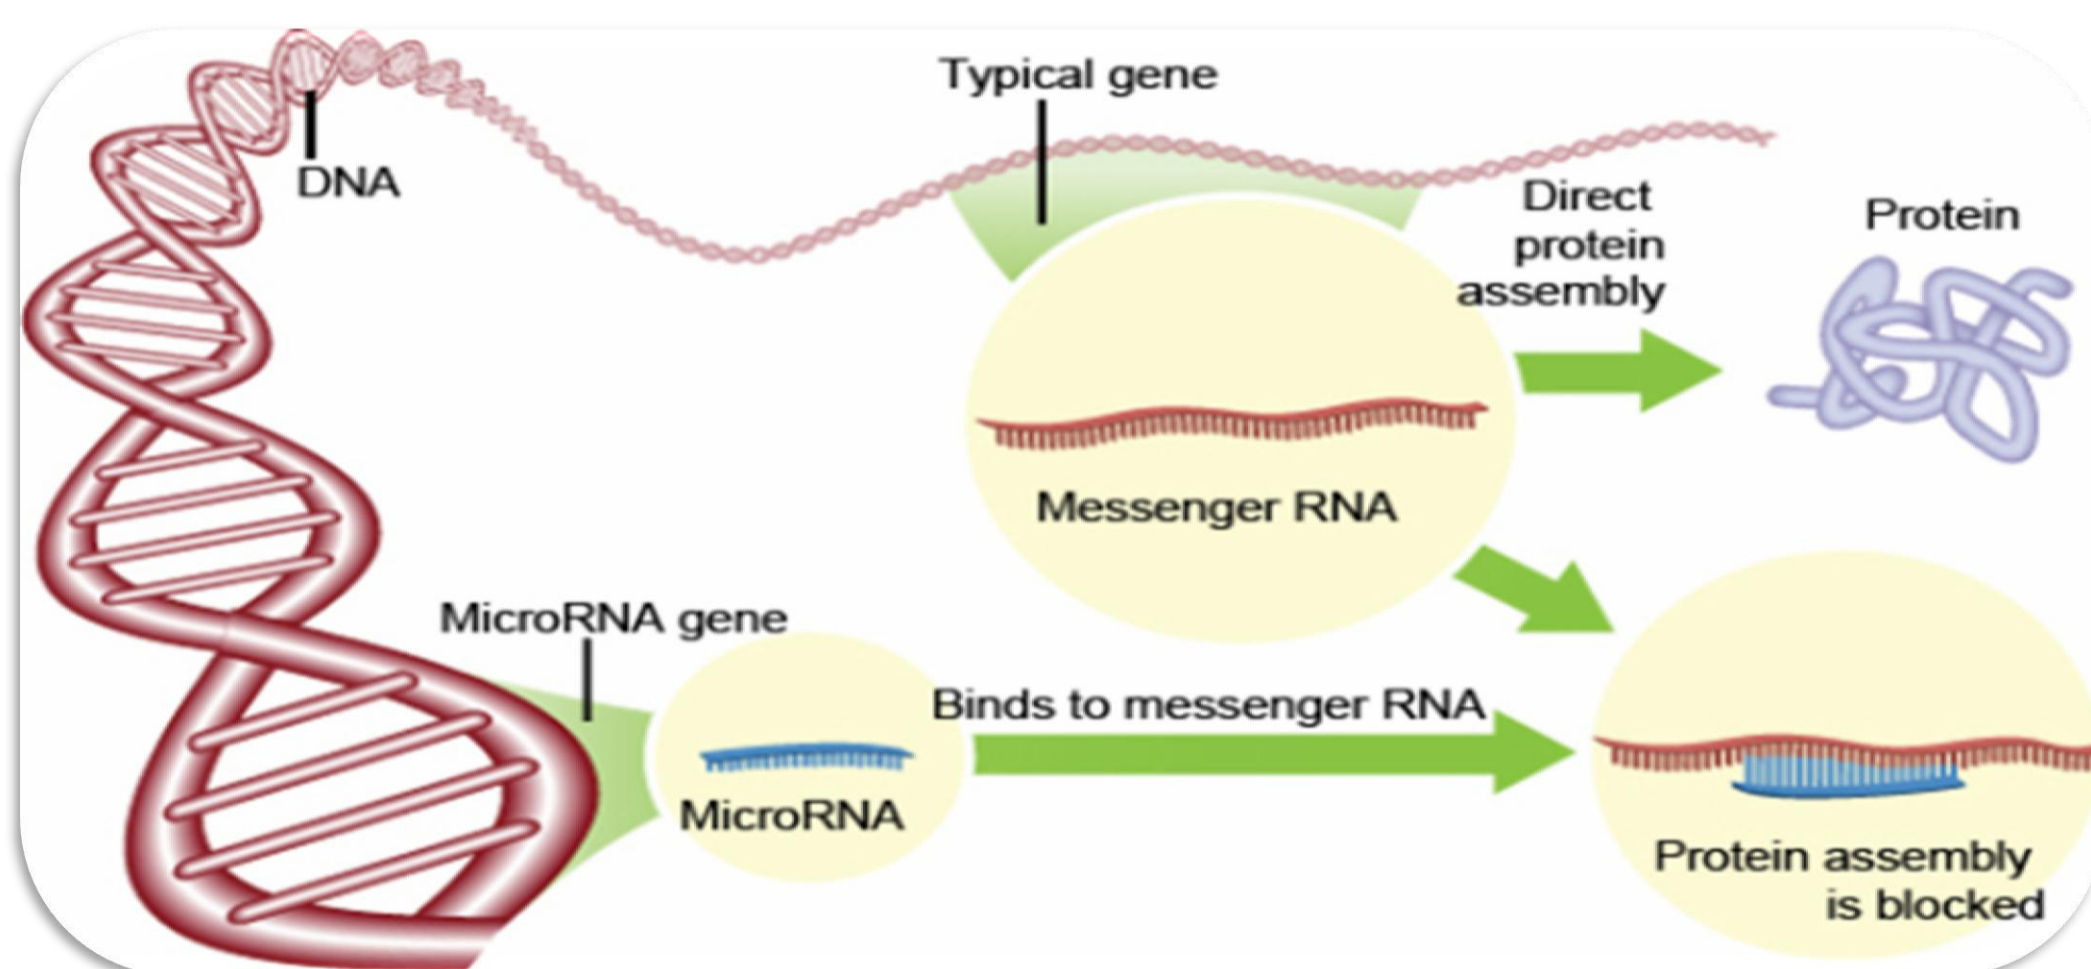 Typical gene
DNA
Direct
protein
assembly
Protein
Messenger RNA
MicroRNA gene
Binds to messenger RNA
MicroRNA
Protein assembly
is blocked